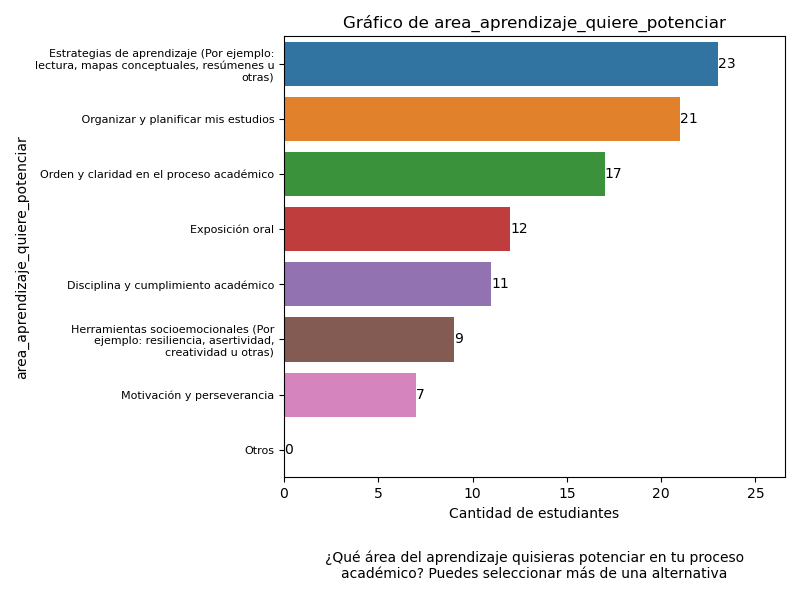 Gráfico de area_aprendizaje_quiere_potenciar
area_aprendizaje_quiere_potenciar
Estrategias de aprendizaje (Por ejemplo:
lectura, mapas conceptuales, resúmenes u
otras)
23
Organizar y planificar mis estudios
21
Orden y claridad en el proceso académico
17
Exposición oral
12
Disciplina y cumplimiento académico
11
Herramientas socioemocionales (Por
ejemplo: resiliencia, asertividad,
creatividad u otras)
9
Motivación y perseverancia
7
Otros
0
0 5 10 15 20 25
Cantidad de estudiantes
¿Qué área del aprendizaje quisieras potenciar en tu proceso
académico? Puedes seleccionar más de una alternativa